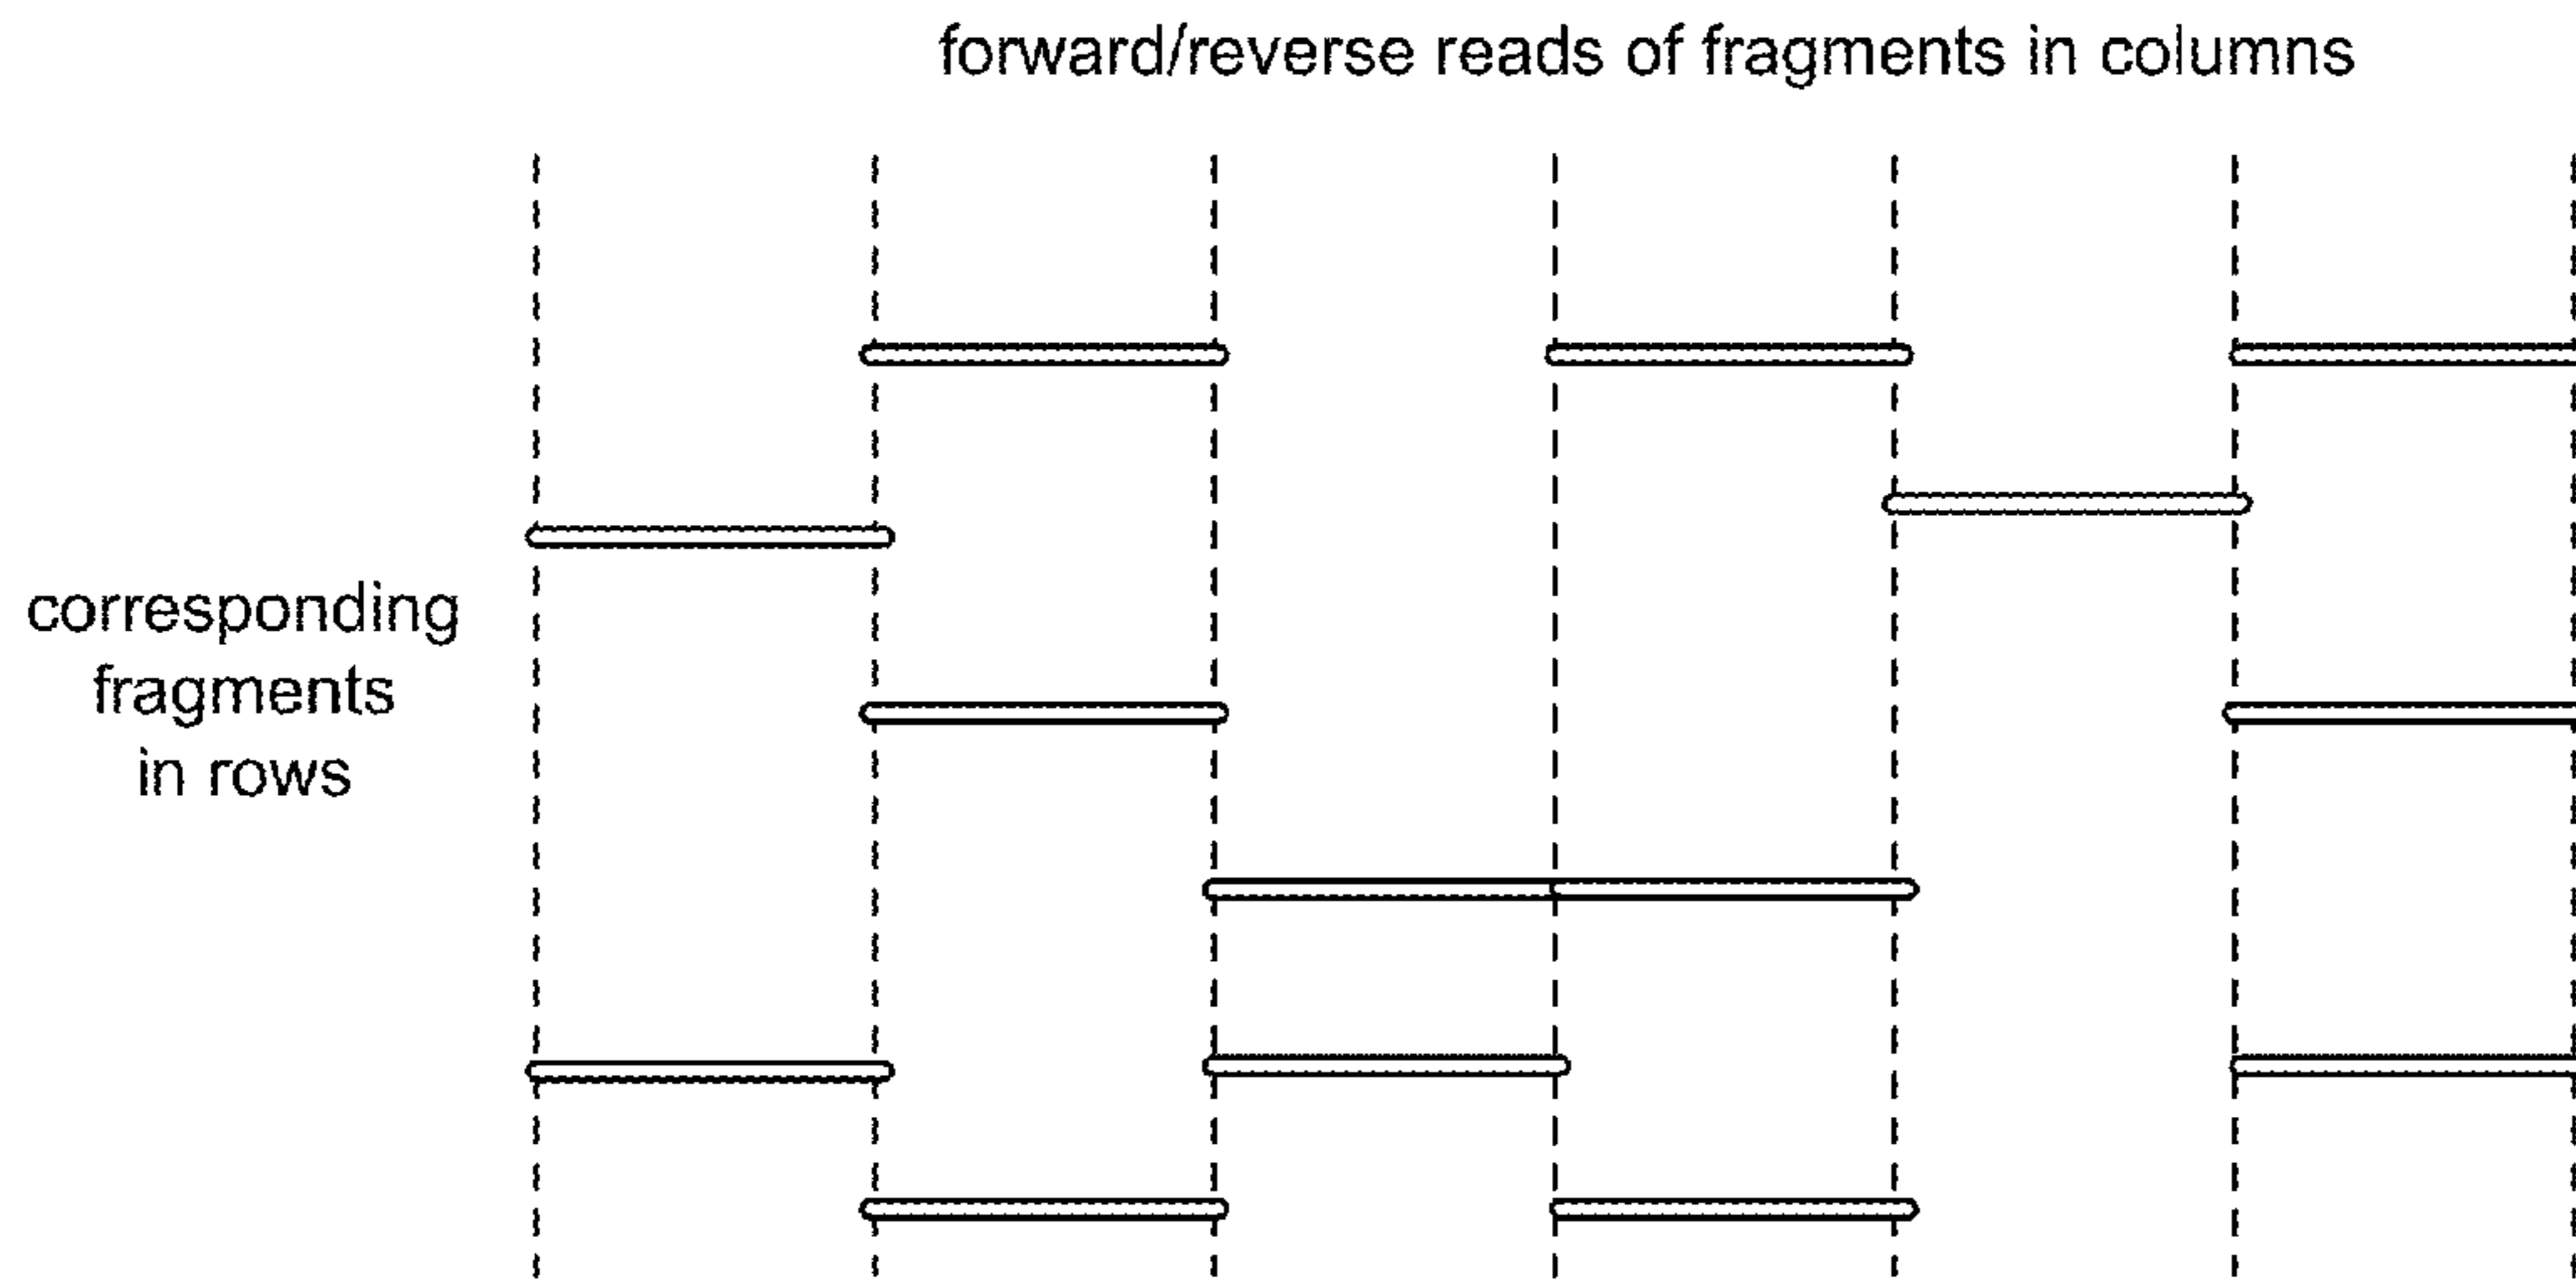 forward/reverse reads of fragments in columns
corresponding
fragments
in rows